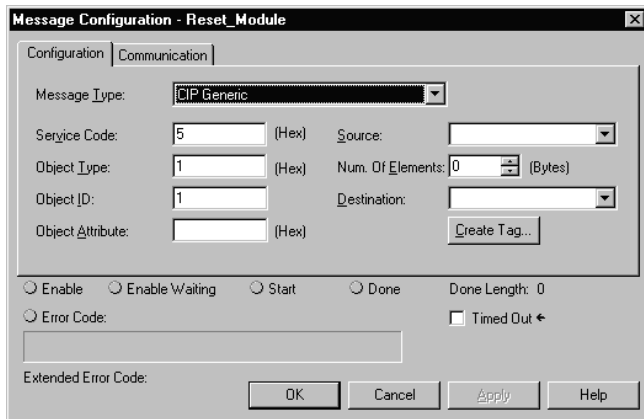 Message Configuration - Reset_Module
Configuration Communication
Message Type: CIP Generic
Service Code: 5 (Hex) Source:
Object Type: 1 (Hex) Num. Of Elements: 0 (Bytes)
Object ID: 1 Destination:
Object Attribute: (Hex) Create Tag...
Enable Enable Waiting Start Done Done Length: 0
Error Code: Timed Out ←
Extended Error Code:
OK Cancel Apply Help